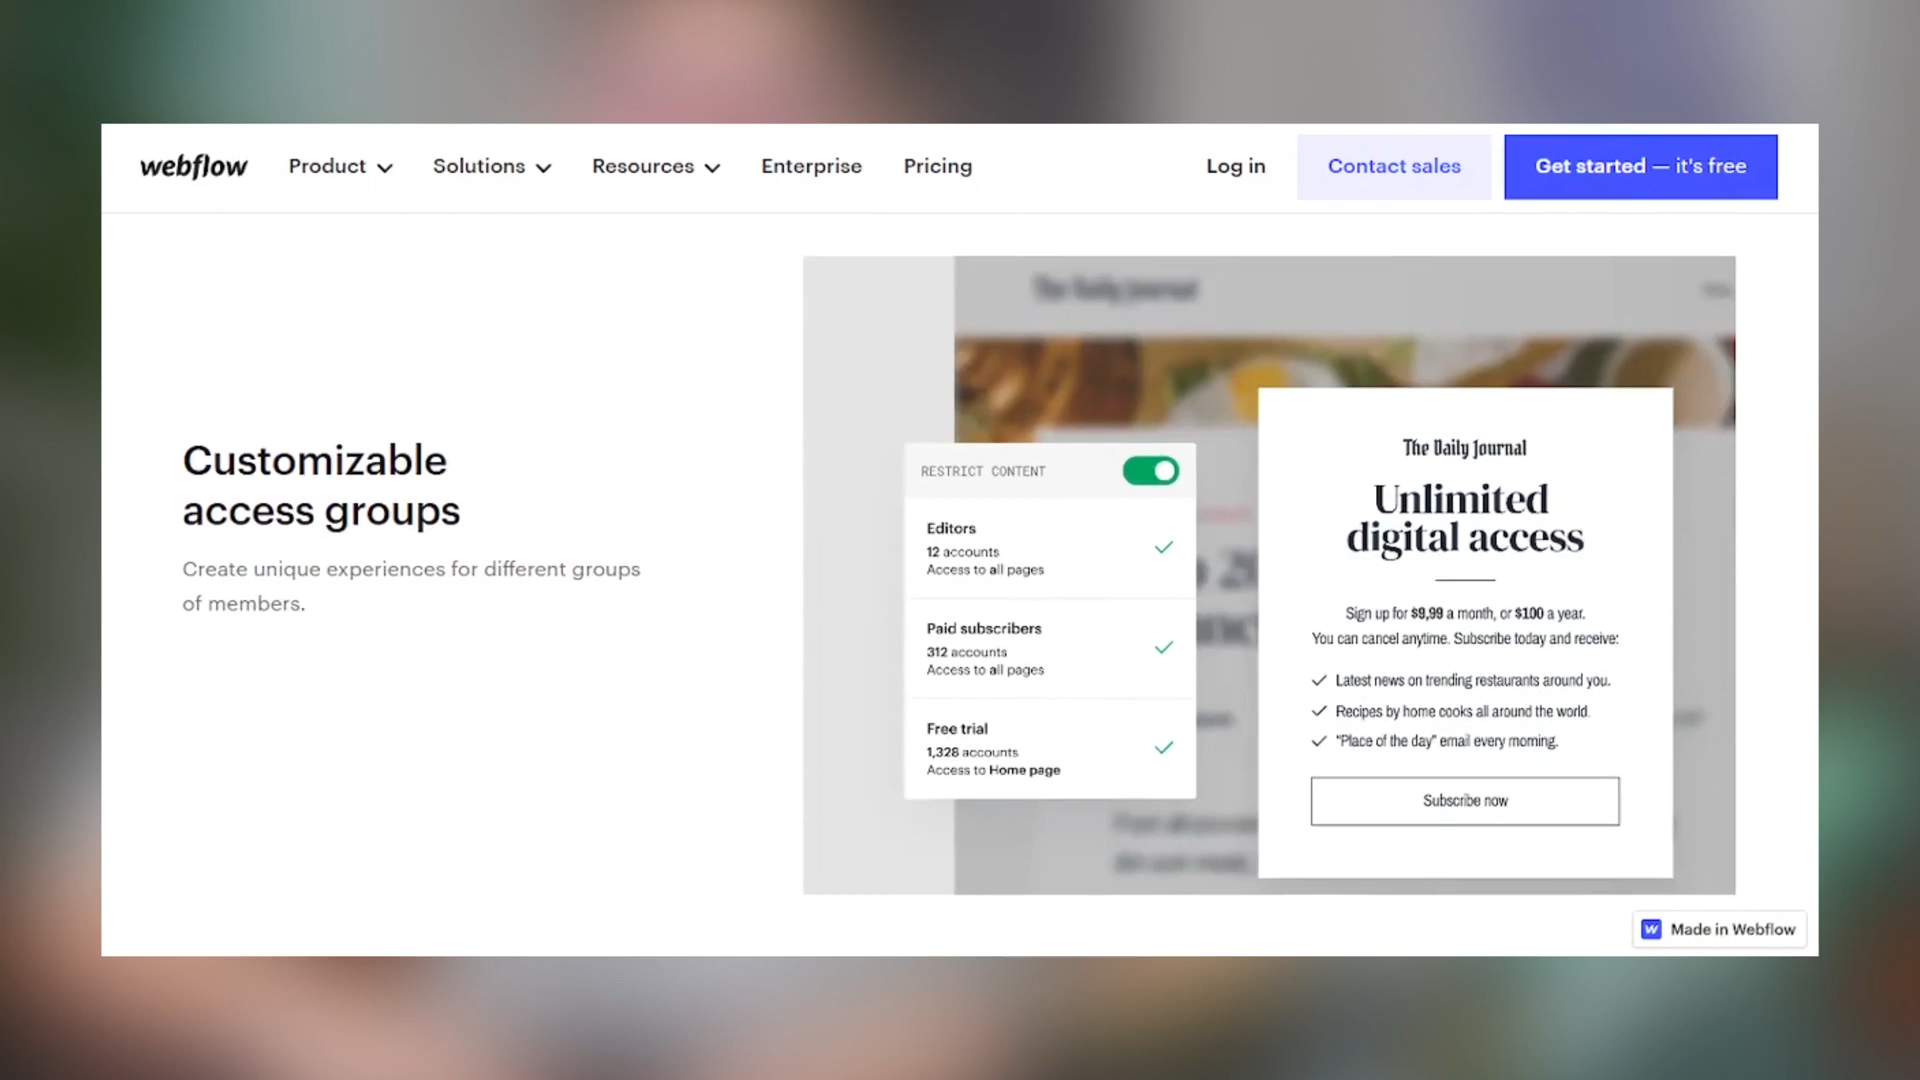 webflow Product Solutions Resources Enterprise Pricing Log in Contact sales Get started — it's free
Customizable
access groups
Create unique experiences for different groups
of members.
The Daily Journal
RESTRICT CONTENT
Editors
12 accounts
Access to all pages
Paid subscribers
312 accounts
Access to all pages
Free trial
1,328 accounts
Access to Home page
The Daily Journal
Unlimited
digital access
Sign up for $9,99 a month, or $100 a year.
You can cancel anytime. Subscribe today and receive:
Latest news on trending restaurants around you.
Recipes by home cooks all around the world.
"Place of the day" email every morning.
Subscribe now
W Made in Webflow